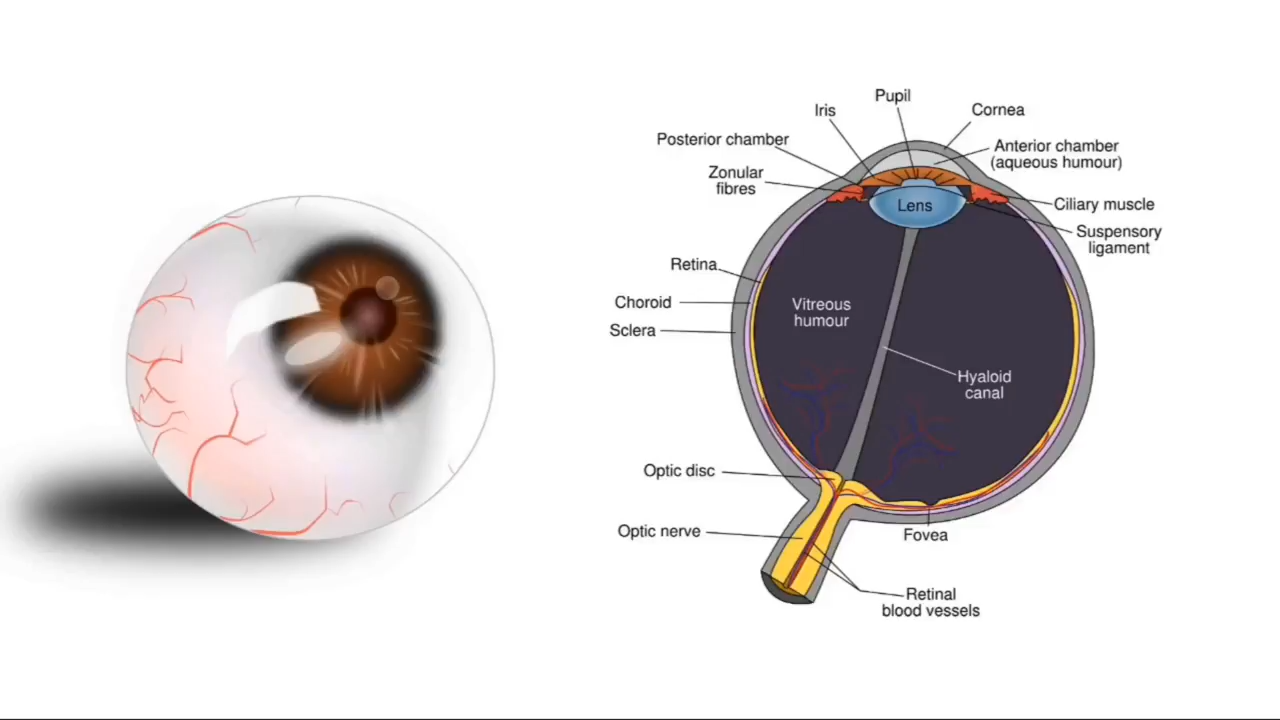 Pupil
Iris
Cornea
Posterior chamber
Anterior chamber
(aqueous humour)
Zonular
fibres
Lens
Ciliary muscle
Suspensory
ligament
Retina
Choroid
Sclera
Vitreous
humour
Hyaloid
canal
Optic disc
Optic nerve
Fovea
Retinal
blood vessels